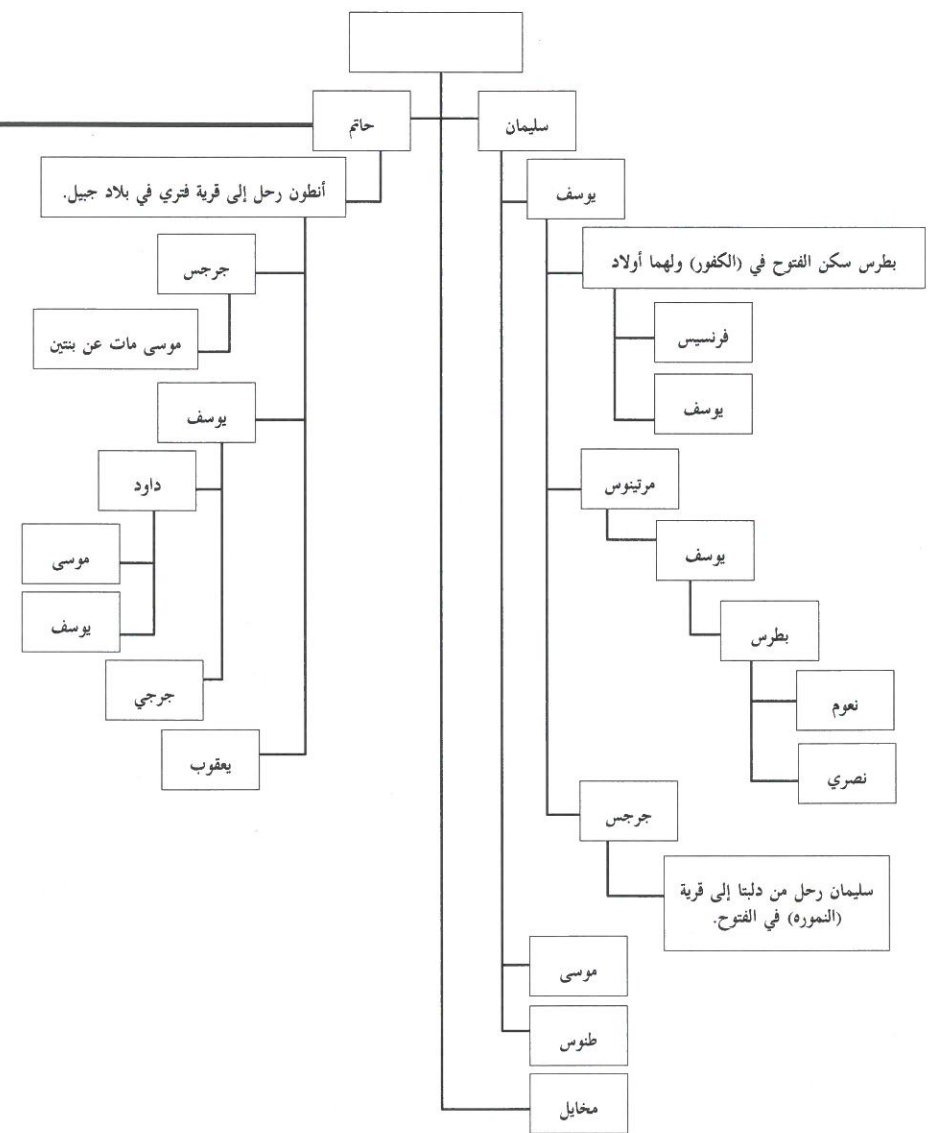 سليمان
حاتم
يوسف
بطرس سكن الفتوح في (الكفور) ولهما أولاد
فرنسيس
يوسف
مرتينوس
يوسف
بطرس
نعوم
نصري
جرجس
سليمان رحل من دلبتا إلى قرية
(النموره) في الفتوح.
موسى
طنوس
مخايل
أنطون رحل إلى قرية فتري في بلاد جبيل.
جرجس
موسى مات عن بنتين
يوسف
داود
موسى
يوسف
جرجي
يعقوب